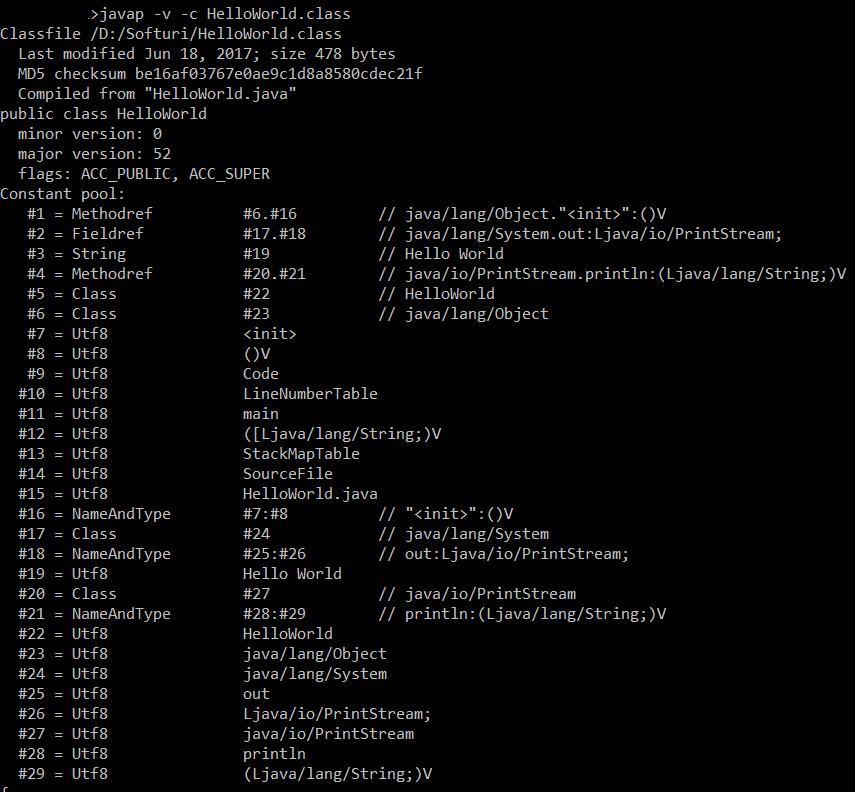 >javap -v -c HelloWorld.class
Classfile /D:/Softuri/HelloWorld.class
  Last modified Jun 18, 2017; size 478 bytes
  MD5 checksum be16af03767e0ae9c1d8a8580cdec21f
  Compiled from "HelloWorld.java"
public class HelloWorld
  minor version: 0
  major version: 52
  flags: ACC_PUBLIC, ACC_SUPER
Constant pool:
   #1 = Methodref          #6.#16         // java/lang/Object."<init>":()V
   #2 = Fieldref           #17.#18        // java/lang/System.out:Ljava/io/PrintStream;
   #3 = String             #19            // Hello World
   #4 = Methodref          #20.#21        // java/io/PrintStream.println:(Ljava/lang/String;)V
   #5 = Class              #22            // HelloWorld
   #6 = Class              #23            // java/lang/Object
   #7 = Utf8               <init>
   #8 = Utf8               ()V
   #9 = Utf8               Code
  #10 = Utf8               LineNumberTable
  #11 = Utf8               main
  #12 = Utf8               ([Ljava/lang/String;)V
  #13 = Utf8               StackMapTable
  #14 = Utf8               SourceFile
  #15 = Utf8               HelloWorld.java
  #16 = NameAndType        #7:#8          // "<init>":()V
  #17 = Class              #24            // java/lang/System
  #18 = NameAndType        #25:#26        // out:Ljava/io/PrintStream;
  #19 = Utf8               Hello World
  #20 = Class              #27            // java/io/PrintStream
  #21 = NameAndType        #28:#29        // println:(Ljava/lang/String;)V
  #22 = Utf8               HelloWorld
  #23 = Utf8               java/lang/Object
  #24 = Utf8               java/lang/System
  #25 = Utf8               out
  #26 = Utf8               Ljava/io/PrintStream;
  #27 = Utf8               java/io/PrintStream
  #28 = Utf8               println
  #29 = Utf8               (Ljava/lang/String;)V